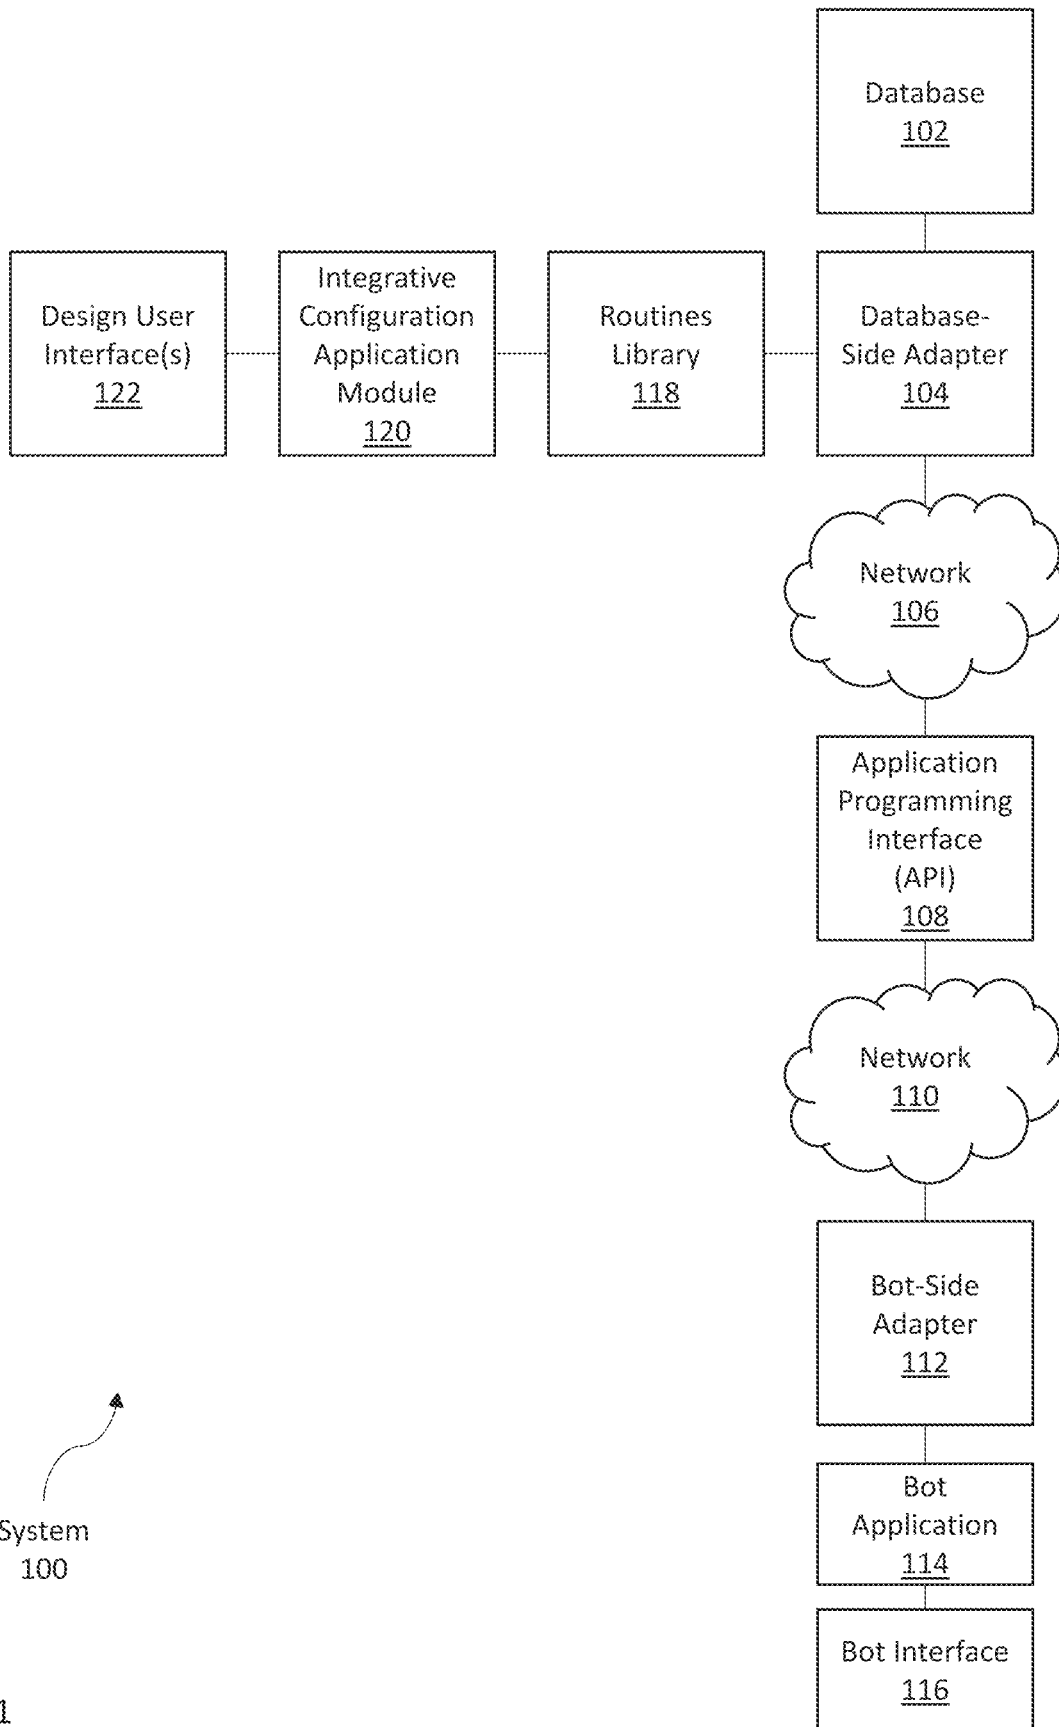 Database
102
Design User
Interface(s)
122
Integrative
Configuration
Application
Module
120
Routines
Library
118
Database-
Side Adapter
104
Network
106
Application
Programming
Interface
(API)
108
Network
110
Bot-Side
Adapter
112
Bot
Application
114
System
100
Bot Interface
116
1